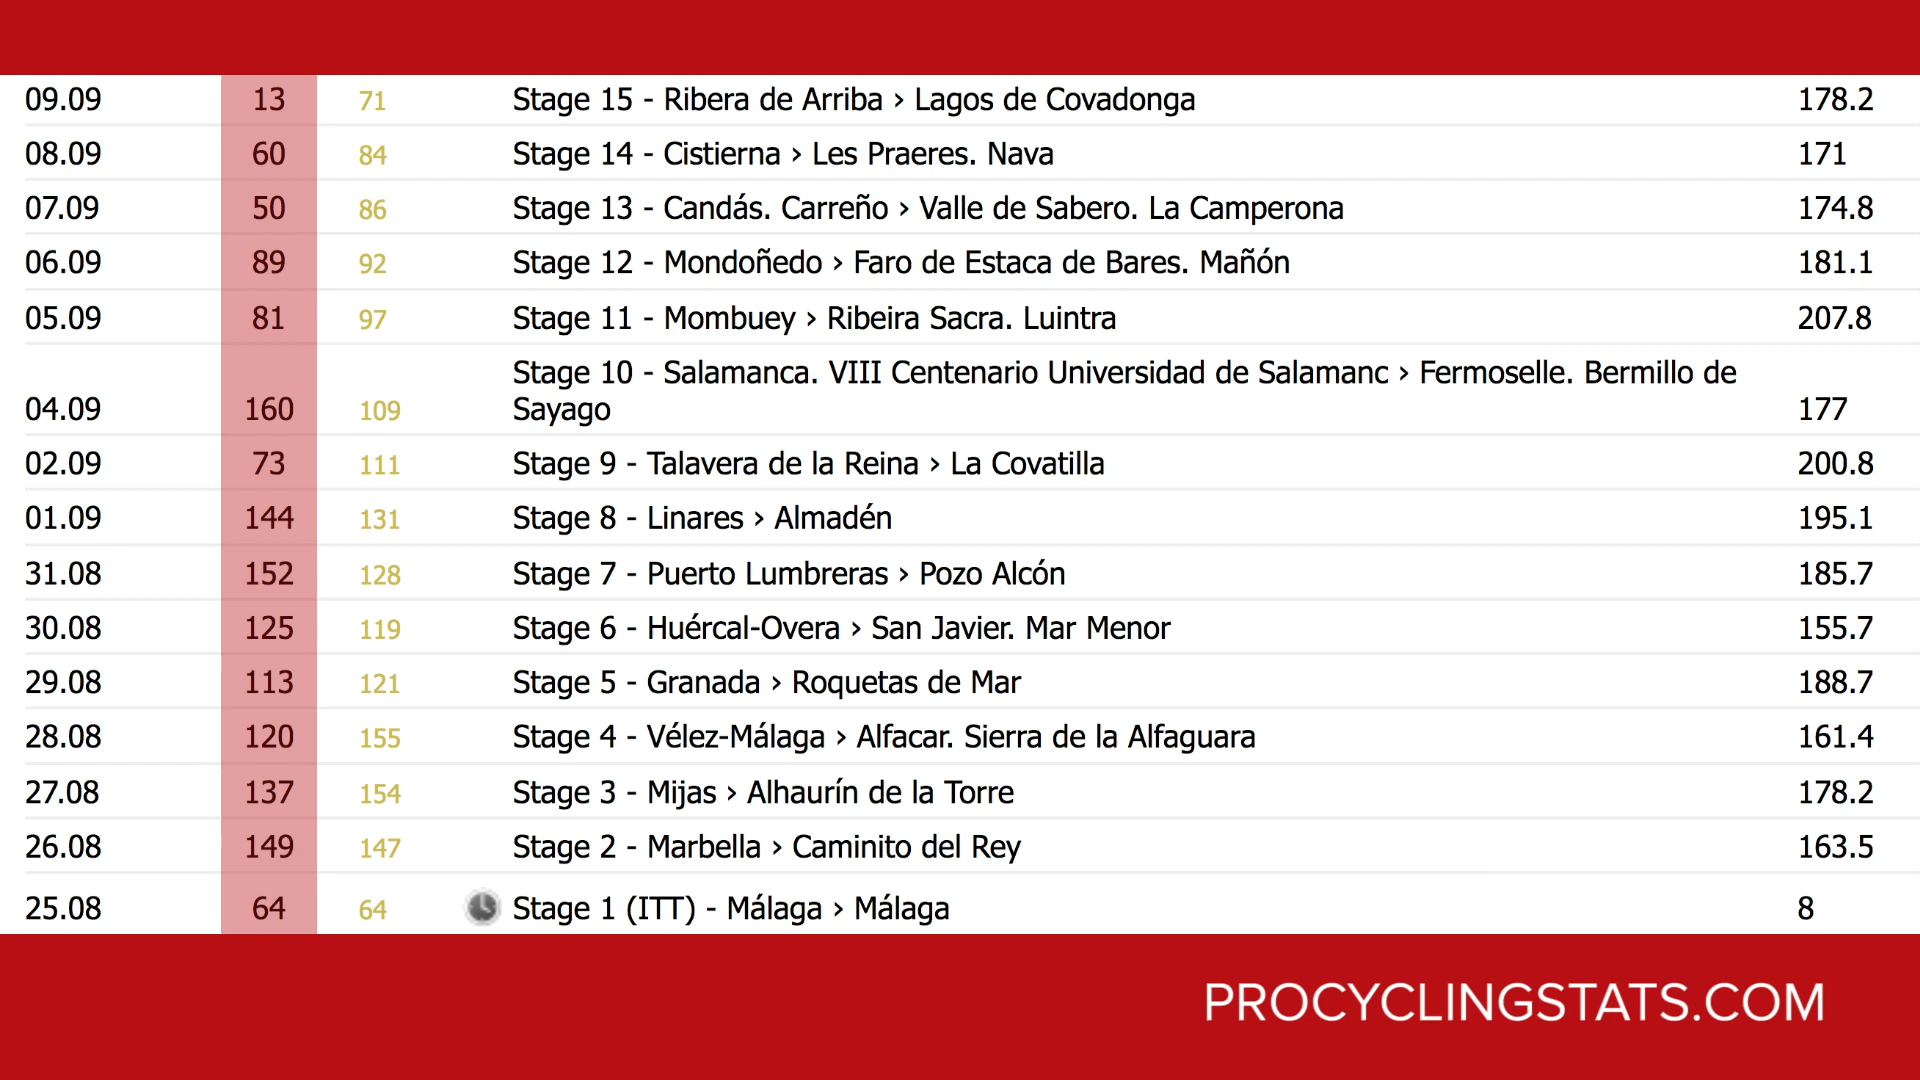 09.09 13 71 Stage 15 - Ribera de Arriba › Lagos de Covadonga 178.2
08.09 60 84 Stage 14 - Cistierna › Les Praeres. Nava 171
07.09 50 86 Stage 13 - Candás. Carreño › Valle de Sabero. La Camperona 174.8
06.09 89 92 Stage 12 - Mondoñedo › Faro de Estaca de Bares. Mañón 181.1
05.09 81 97 Stage 11 - Mombuey › Ribeira Sacra. Luintra 207.8
Stage 10 - Salamanca. VIII Centenario Universidad de Salamanc › Fermoselle. Bermillo de
04.09 160 109 Sayago 177
02.09 73 111 Stage 9 - Talavera de la Reina › La Covatilla 200.8
01.09 144 131 Stage 8 - Linares › Almadén 195.1
31.08 152 128 Stage 7 - Puerto Lumbreras › Pozo Alcón 185.7
30.08 125 119 Stage 6 - Huércal-Overa › San Javier. Mar Menor 155.7
29.08 113 121 Stage 5 - Granada › Roquetas de Mar 188.7
28.08 120 155 Stage 4 - Vélez-Málaga › Alfacar. Sierra de la Alfaguara 161.4
27.08 137 154 Stage 3 - Mijas › Alhaurín de la Torre 178.2
26.08 149 147 Stage 2 - Marbella › Caminito del Rey 163.5
25.08 64 64 Stage 1 (ITT) - Málaga › Málaga 8
PROCYCLINGSTATS.COM